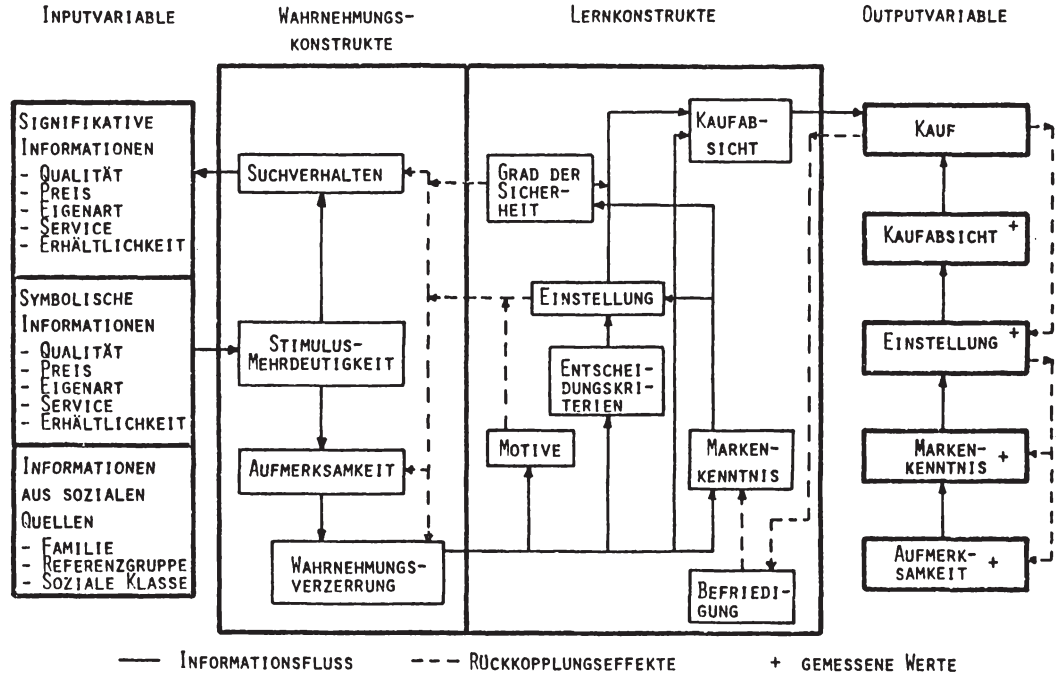 INPUTVARIABLE
WAHRNEHMUNGS-
KONSTRUKTE
LERNKONSTRUKTE
OUTPUTVARIABLE
SIGNIFIKATIVE
INFORMATIONEN
- QUALITÄT
- PREIS
- EIGENART
- SERVICE
- ERHÄLTLICHKEIT
SYMBOLISCHE
INFORMATIONEN
- QUALITÄT
- PREIS
- EIGENART
- SERVICE
- ERHÄLTLICHKEIT
INFORMATIONEN
AUS SOZIALEN
QUELLEN
- FAMILIE
- REFERENZGRUPPE
- SOZIALE KLASSE
SUCHVERHALTEN
STIMULUS-
MEHRDEUTIGKEIT
AUFMERKSAMKEIT
WAHRNEHMUNGS-
VERZERRUNG
KAUFAB-
SICHT
GRAD DER
SICHER-
HEIT
EINSTELLUNG
ENTSCHEI-
DUNGSKRI-
TERIEN
MOTIVE
MARKEN-
KENNTNIS
BEFRIEDI-
GUNG
KAUF
KAUFABSICHT +
EINSTELLUNG +
MARKEN-
KENNTNIS +
AUFMERK-
SAMKEIT +
INFORMATIONSFLUSS
RÜCKKOPPLUNGSEFFEKTE
+ GEMESSENE WERTE